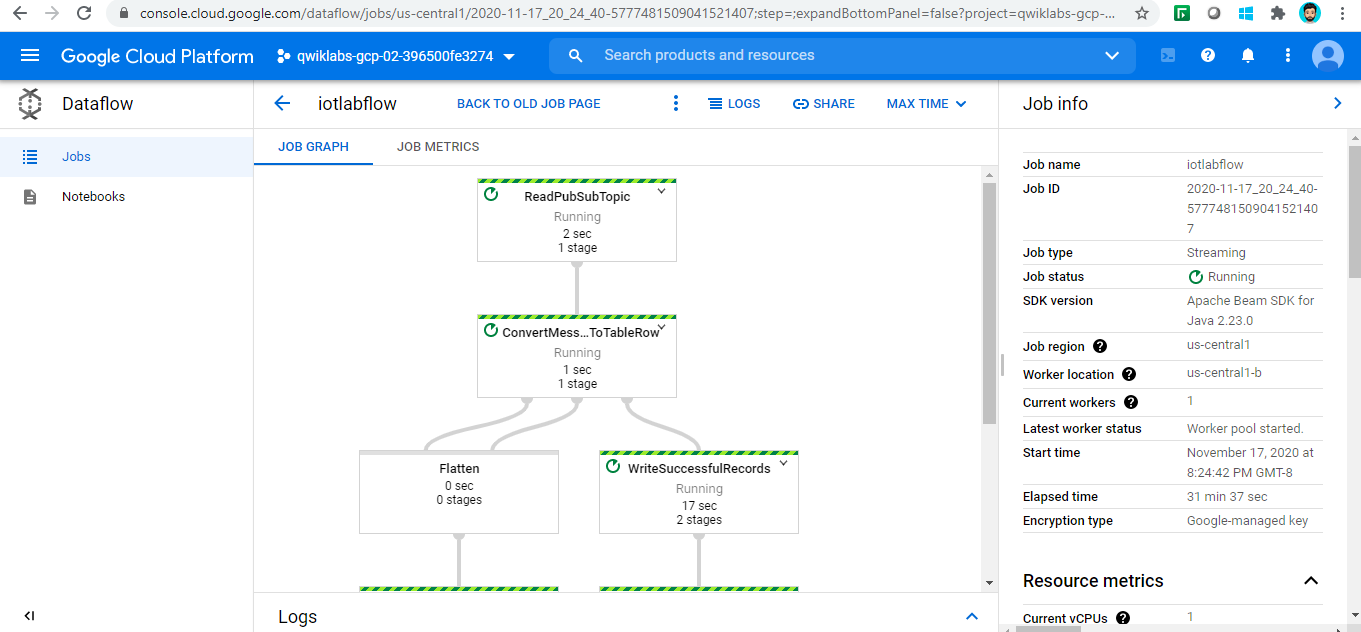 console.cloud.google.com/dataflow/jobs/us-central1/2020-11-17_20_24_40-5777481509041521407;step=;expandBottomPanel=false?project=qwiklabs-gcp-...
Google Cloud Platform
qwiklabs-gcp-02-396500fe3274
Search products and resources
Dataflow
Jobs
Notebooks
iotlabflow
BACK TO OLD JOB PAGE
LOGS
SHARE
MAX TIME
JOB GRAPH
JOB METRICS
ReadPubSubTopic
Running
2 sec
1 stage
ConvertMess...ToTableRow
Running
1 sec
1 stage
Flatten
0 sec
0 stages
WriteSuccessfulRecords
Running
17 sec
2 stages
Logs
Job info
Job name iotlabflow
Job ID 2020-11-17_20_24_40-
577748150904152140
7
Job type Streaming
Job status Running
SDK version Apache Beam SDK for
Java 2.23.0
Job region ? us-central1
Worker location ? us-central1-b
Current workers ? 1
Latest worker status Worker pool started.
Start time November 17, 2020 at
8:24:42 PM GMT-8
Elapsed time 31 min 37 sec
Encryption type Google-managed key
Resource metrics
Current vCPUs ? 1